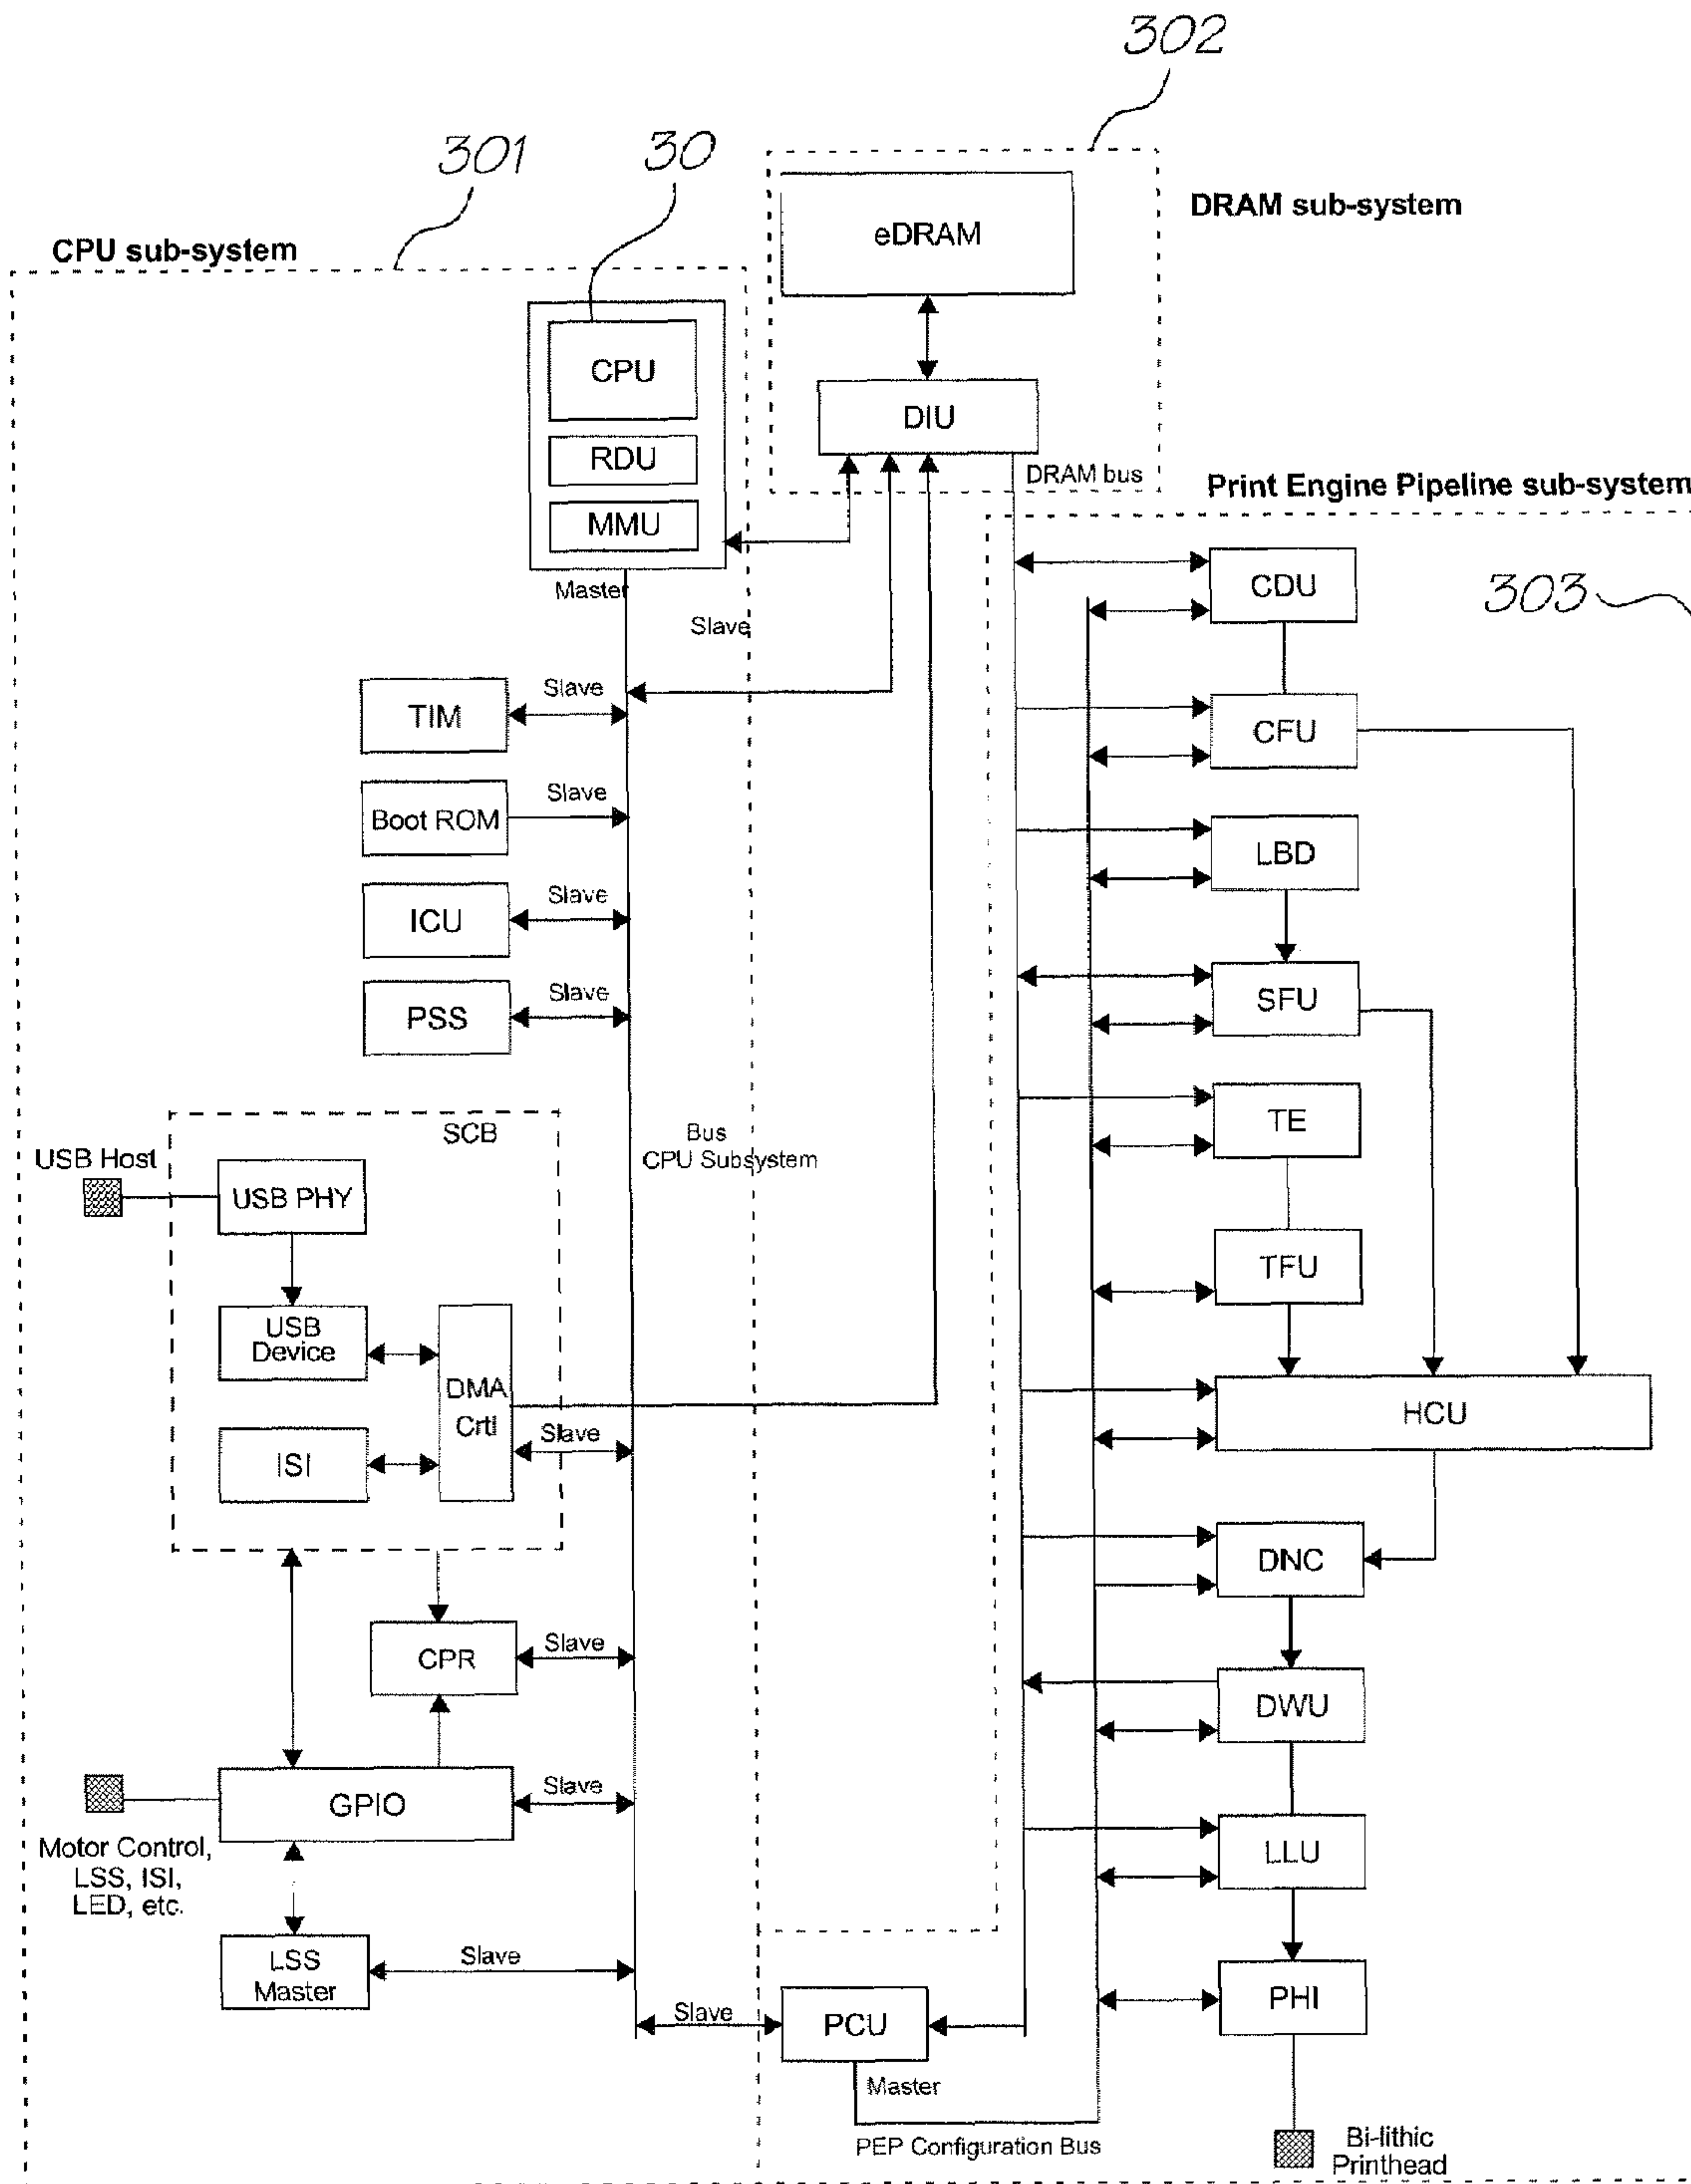 302
301
30
DRAM sub-system
CPU sub-system
eDRAM
CPU
DIU
RDU
DRAM bus
Print Engine Pipeline sub-system
MMU
Master
Slave
CDU
303
TIM
Slave
CFU
Boot ROM
Slave
LBD
ICU
Slave
PSS
Slave
SFU
SCB
USB Host
USB PHY
Bus
CPU Subsystem
TE
TFU
USB
Device
DMA
Crtl
Slave
ISI
HCU
DNC
CPR
Slave
DWU
GPIO
Slave
Motor Control,
LSS, ISI,
LED, etc.
LLU
LSS
Master
Slave
Slave
PCU
PHI
Master
PEP Configuration Bus
Bi-lithic
Printhead